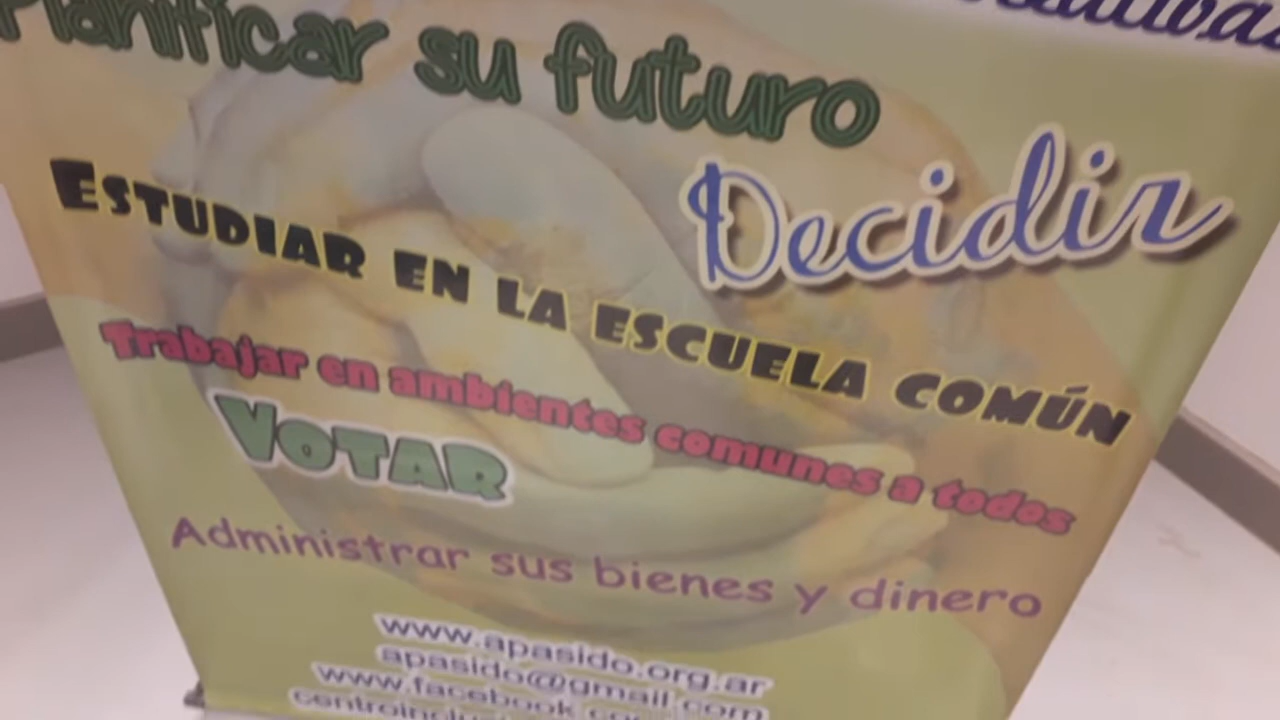 Planificar su futuro
Decidir
ESTUDIAR EN LA ESCUELA COMÚN
Trabajar en ambientes comunes a todos
VOTAR
Administrar sus bienes y dinero
www.apasido.org.ar
apasido@gmail.com
www.facebook